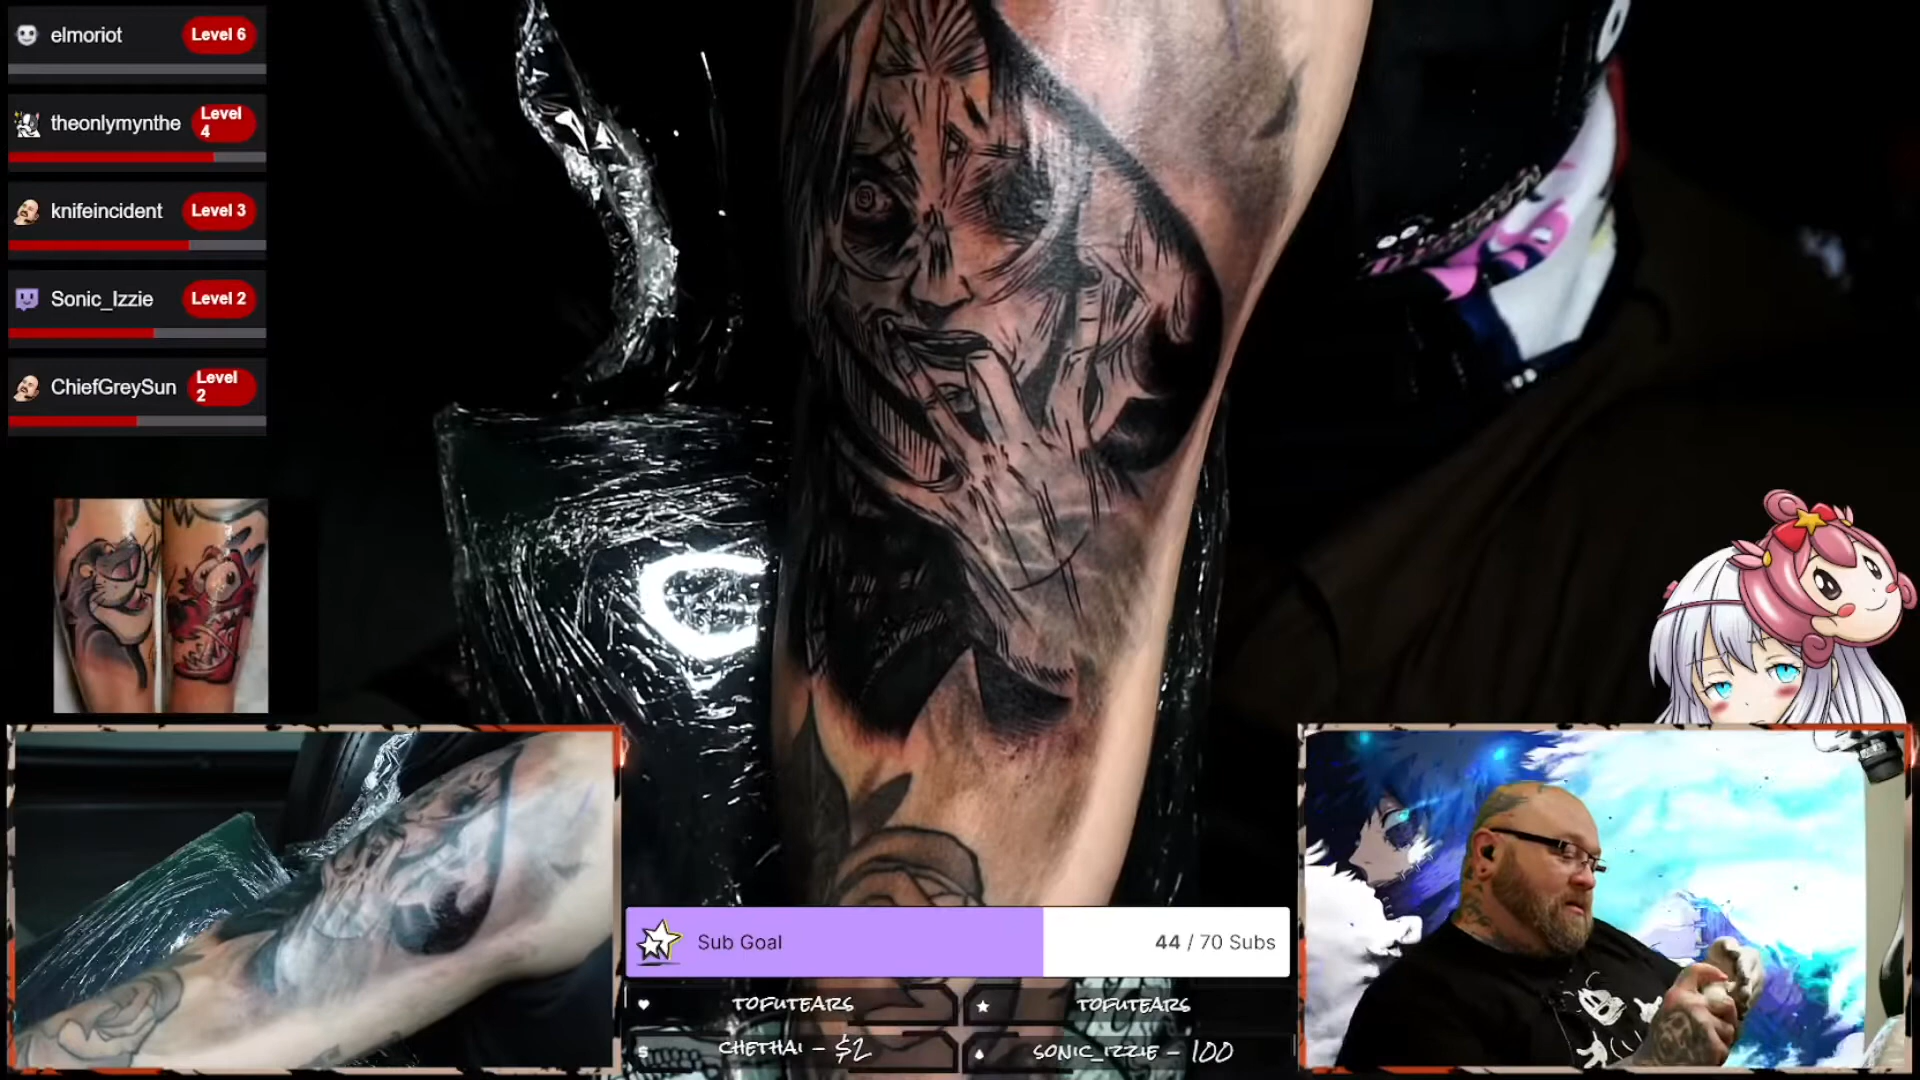 elmoriot
Level 6
theonlymynthe
Level
4
knifeincident
Level 3
Sonic_Izzie
Level 2
ChiefGreySun
Level
2
Sub Goal
44 / 70 Subs
TOFUTEARS
TOFUTEARS
$ CHETHAI - $2
SONIC_IZZIE - 100